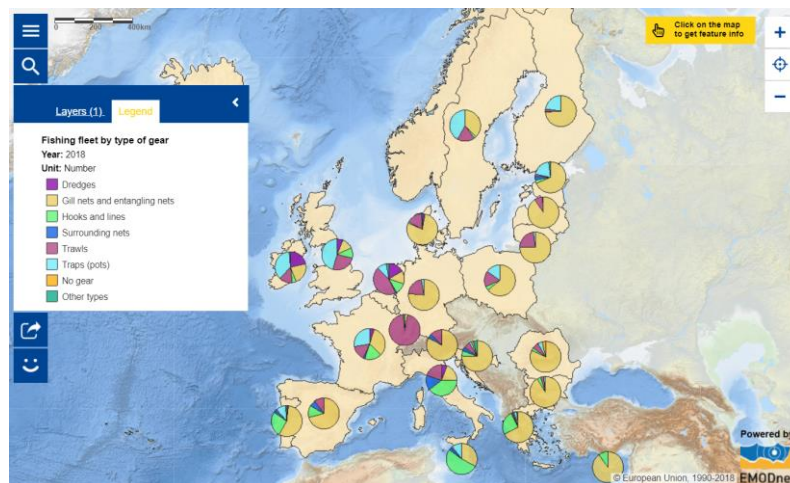 0 200 400km
Click on the map
to get feature info
Layers (1) Legend
Fishing fleet by type of gear
Year: 2018
Unit: Number
Dredges
Gill nets and entangling nets
Hooks and lines
Surrounding nets
Trawls
Traps (pots)
No gear
Other types
Powered by
© European Union, 1990-2018
EMODne